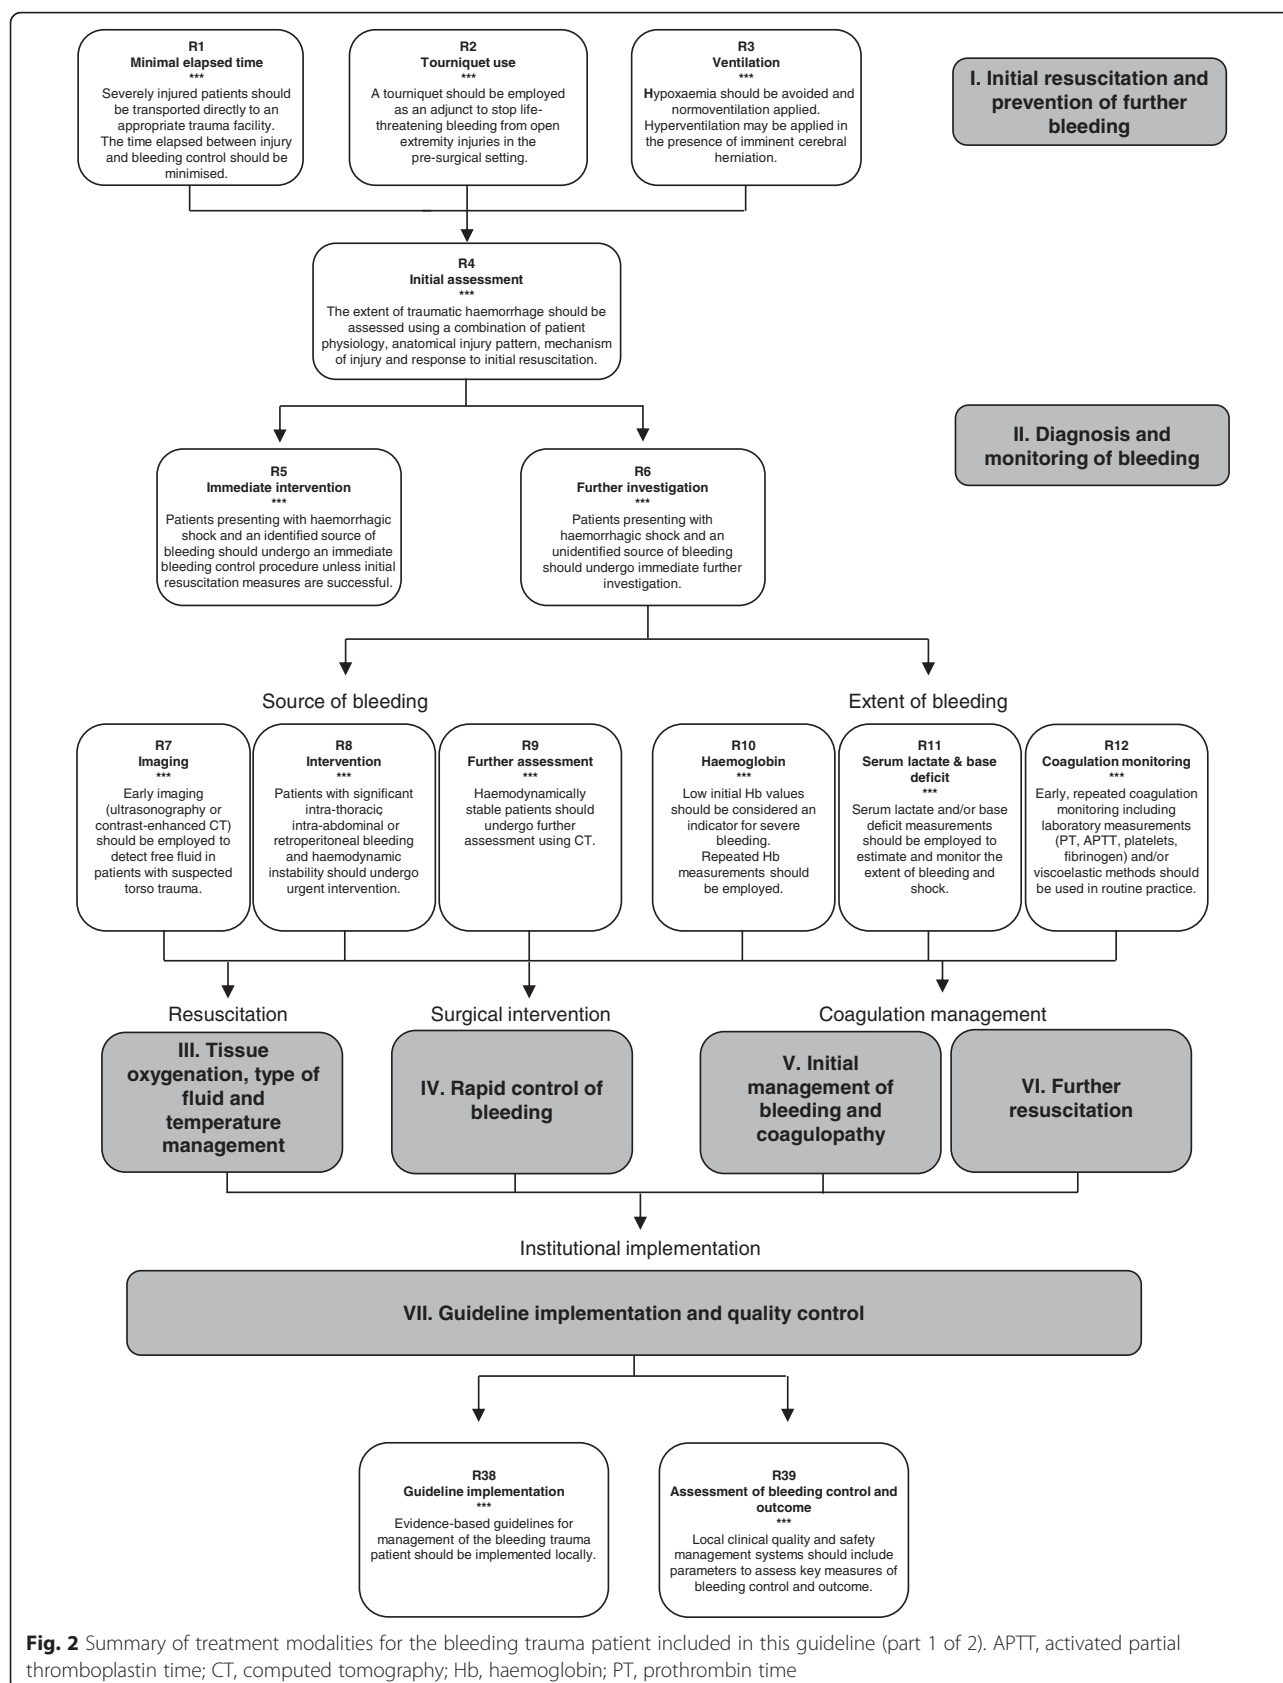 R1
Minimal elapsed time
***
Severely injured patients should
be transported directly to an
appropriate trauma facility.
The time elapsed between injury
and bleeding control should be
minimised.
R2
Tourniquet use
***
A tourniquet should be employed
as an adjunct to stop life-
threatening bleeding from open
extremity injuries in the
pre-surgical setting.
R3
Ventilation
***
Hypoxaemia should be avoided and
normoventilation applied.
Hyperventilation may be applied in
the presence of imminent cerebral
herniation.
I. Initial resuscitation and
prevention of further
bleeding
R4
Initial assessment
***
The extent of traumatic haemorrhage should be
assessed using a combination of patient
physiology, anatomical injury pattern, mechanism
of injury and response to initial resuscitation.
II. Diagnosis and
monitoring of bleeding
R5
Immediate intervention
***
Patients presenting with haemorrhagic
shock and an identified source of
bleeding should undergo an immediate
bleeding control procedure unless initial
resuscitation measures are successful.
R6
Further investigation
***
Patients presenting with
haemorrhagic shock and an
unidentified source of bleeding
should undergo immediate further
investigation.
Source of bleeding
Extent of bleeding
R7
Imaging
***
Early imaging
(ultrasonography or
contrast-enhanced CT)
should be employed to
detect free fluid in
patients with suspected
torso trauma.
R8
Intervention
***
Patients with significant
intra-thoracic,
intra-abdominal or
retroperitoneal bleeding
and haemodynamic
instability should undergo
urgent intervention.
R9
Further assessment
***
Haemodynamically
stable patients should
undergo further
assessment using CT.
R10
Haemoglobin
***
Low initial Hb values
should be considered an
indicator for severe
bleeding.
Repeated Hb
measurements should
be employed.
R11
Serum lactate & base
deficit
***
Serum lactate and/or base
deficit measurements
should be employed to
estimate and monitor the
extent of bleeding and
shock.
R12
Coagulation monitoring
***
Early, repeated coagulation
monitoring including
laboratory measurements
(PT, APTT, platelets,
fibrinogen) and/or
viscoelastic methods should
be used in routine practice.
Resuscitation
Surgical intervention
Coagulation management
III. Tissue
oxygenation, type of
fluid and
temperature
management
IV. Rapid control of
bleeding
V. Initial
management of
bleeding and
coagulopathy
VI. Further
resuscitation
Institutional implementation
VII. Guideline implementation and quality control
R38
Guideline implementation
***
Evidence-based guidelines for
management of the bleeding trauma
patient should be implemented locally.
R39
Assessment of bleeding control and
outcome
***
Local clinical quality and safety
management systems should include
parameters to assess key measures of
bleeding control and outcome.
Fig. 2 Summary of treatment modalities for the bleeding trauma patient included in this guideline (part 1 of 2). APTT, activated partial
thromboplastin time; CT, computed tomography; Hb, haemoglobin; PT, prothrombin time